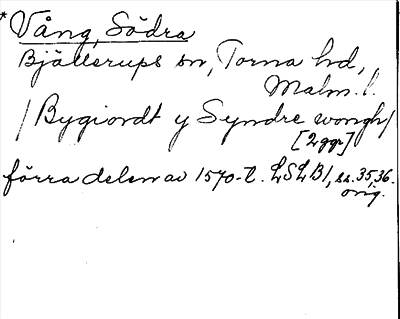 * Vång, Södra
Bjällerups sn, Torna hd,
Malm. l.
/ Bygiordt y Syndre wongh /
[2 ggr]
förra delen av 1570-t. LSLB1, ss. 35, 36.
orig.